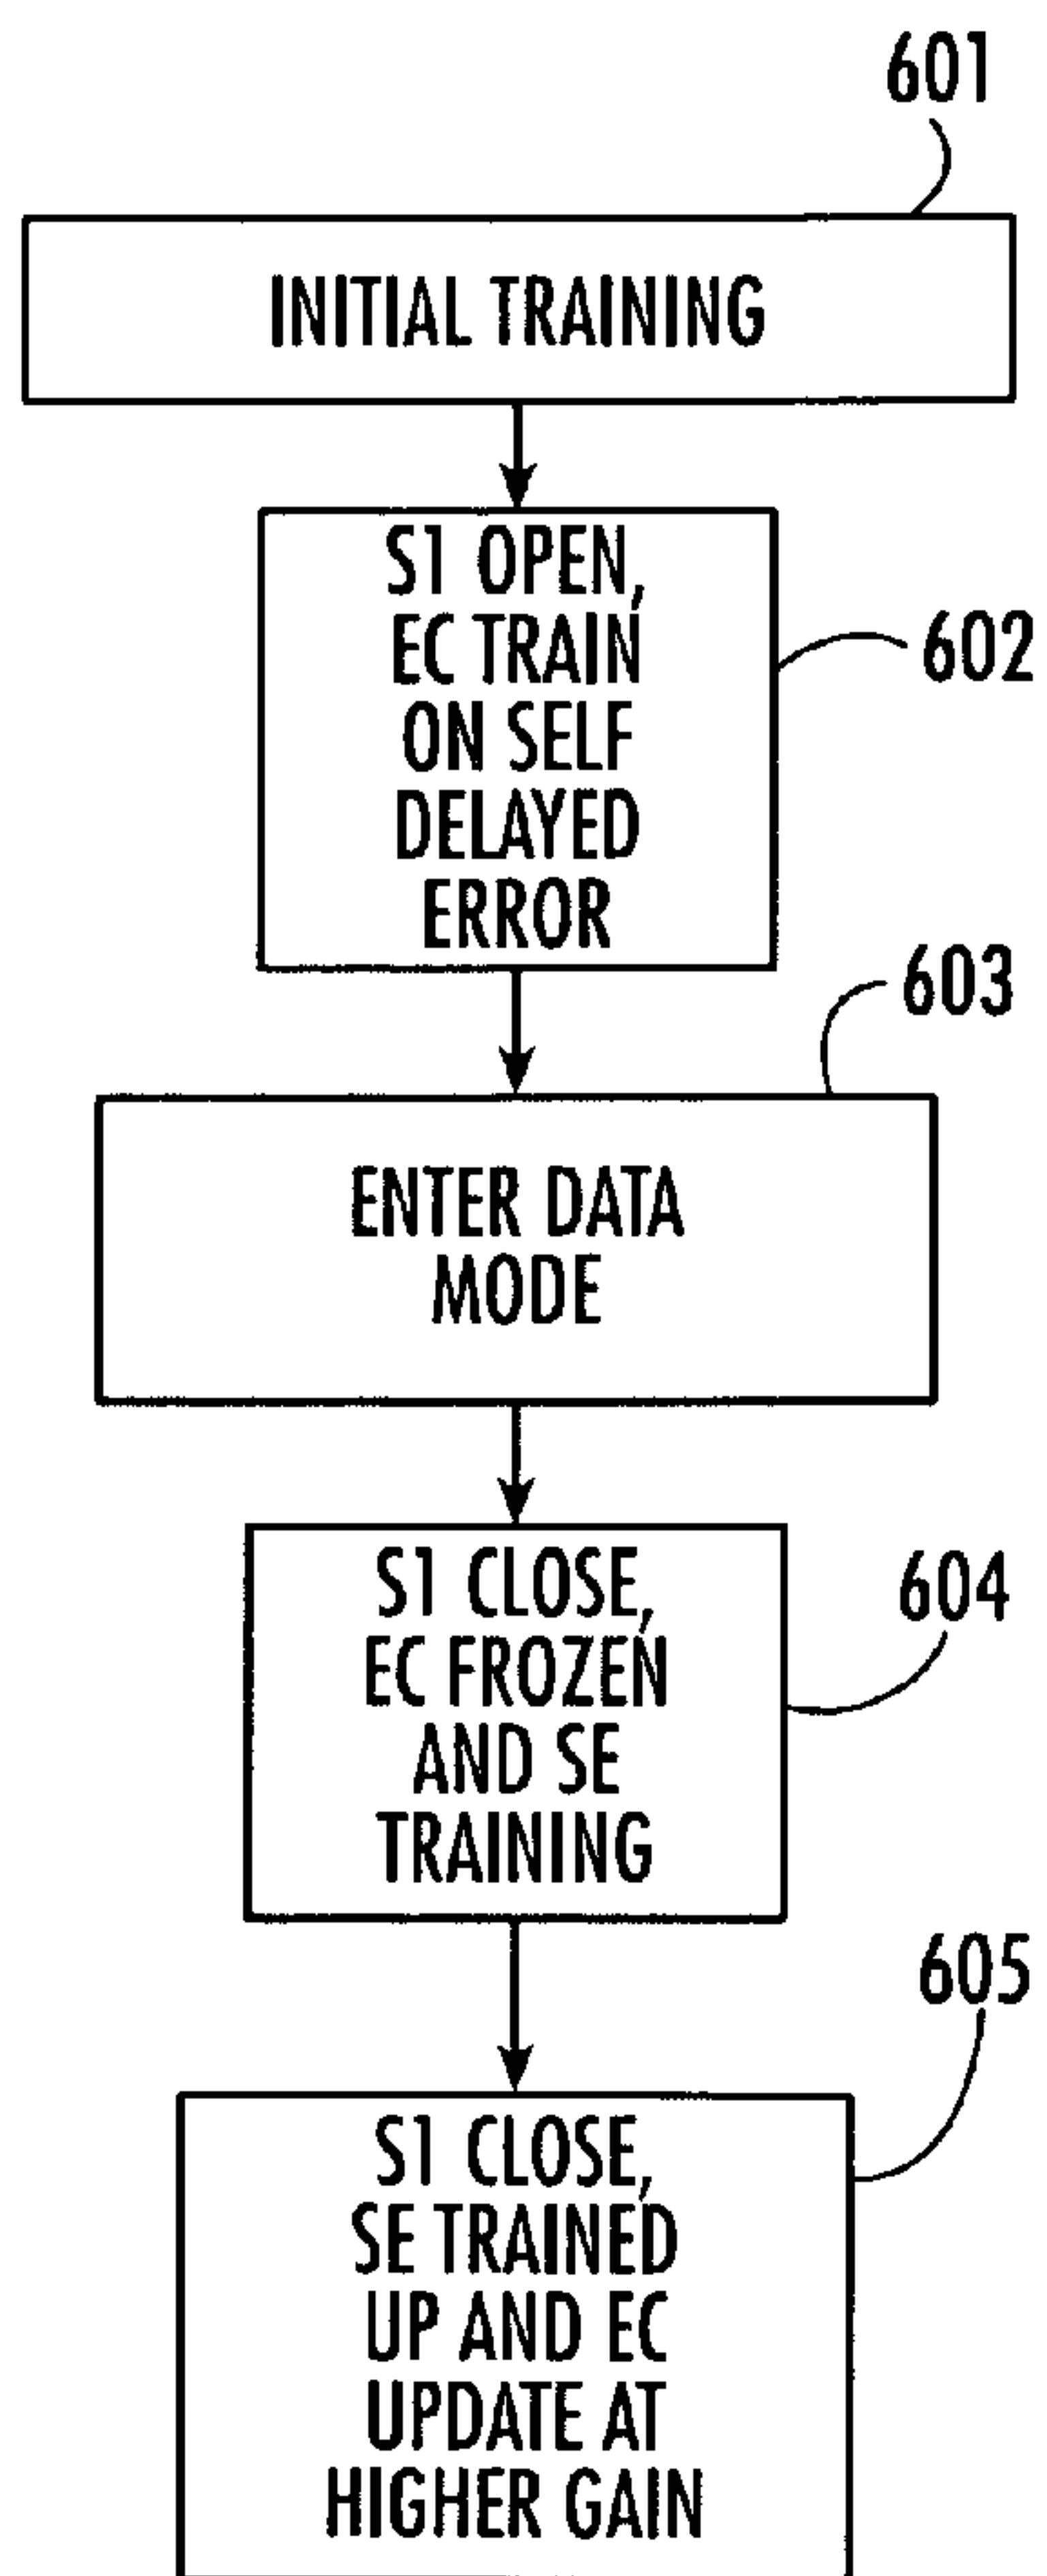 601
INITIAL TRAINING
S1 OPEN,
EC TRAIN
ON SELF
DELAYED
ERROR
602
603
ENTER DATA
MODE
S1 CLOSE,
EC FROZEN
AND SE
TRAINING
604
605
S1 CLOSE,
SE TRAINED
UP AND EC
UPDATE AT
HIGHER GAIN